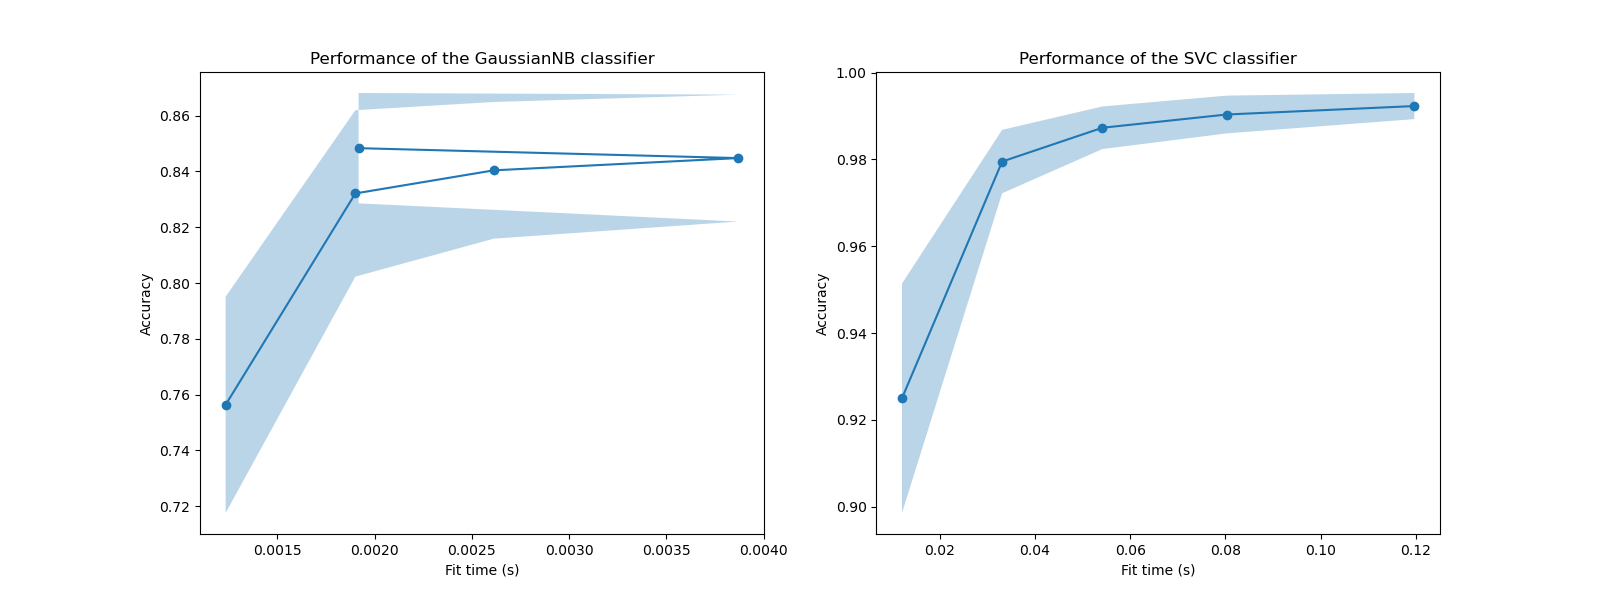 Performance of the GaussianNB classifier
0.86
0.84
0.82
0.80
0.78
0.76
0.74
0.72
Accuracy
0.0015 0.0020 0.0025 0.0030 0.0035 0.0040
Fit time (s)
Performance of the SVC classifier
1.00
0.98
0.96
0.94
0.92
0.90
Accuracy
0.02 0.04 0.06 0.08 0.10 0.12
Fit time (s)